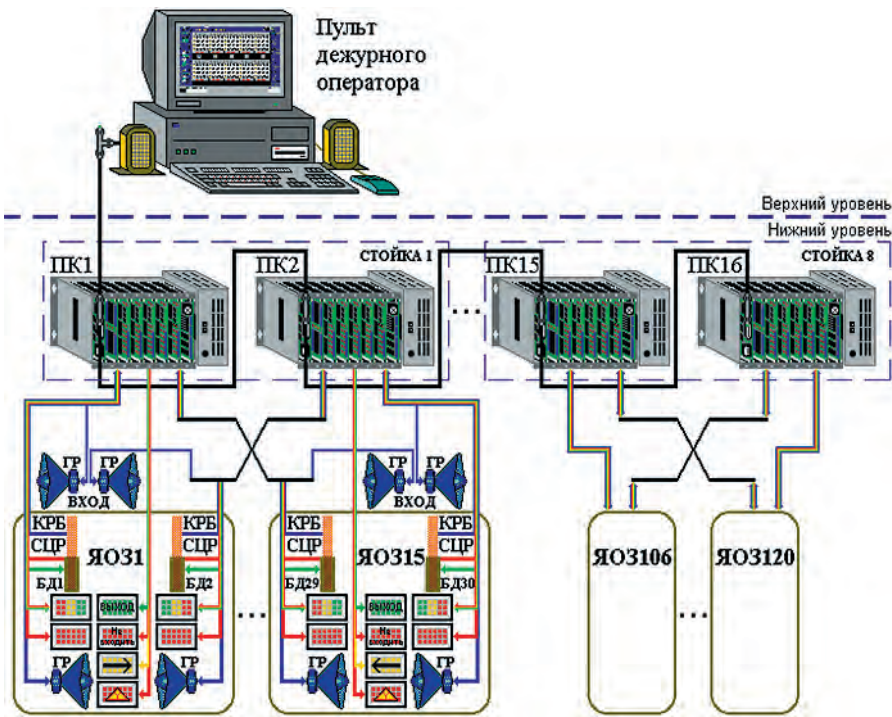 Пульт
дежурного
оператора
Верхний уровень
Нижний уровень
ПК1
ПК2
СТОЙКА 1
ПК15
ПК16
СТОЙКА 8
...
ГР
ГР
ВХОД
ГР
ГР
ВХОД
КРБ
СЦР
ЯОЗ1
КРБ
СЦР
БД1
БД2
ВЫХОД
Не
входить
ГР
ГР
...
КРБ
СЦР
ЯОЗ15
КРБ
СЦР
БД29
БД30
ВЫХОД
Не
входить
ГР
ГР
ЯОЗ106
...
ЯОЗ120